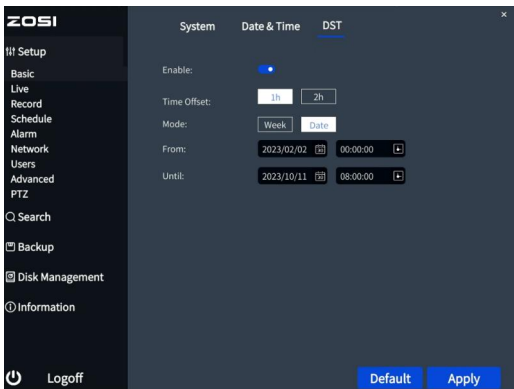 ZOSI
System Date & Time DST
×
Setup
Basic
Live
Record
Schedule
Alarm
Network
Users
Advanced
PTZ
Search
Backup
Disk Management
Information
Logoff
Enable:
Time Offset: 1h 2h
Mode: Week Date
From: 2023/02/02 00:00:00
Until: 2023/10/11 08:00:00
Default Apply